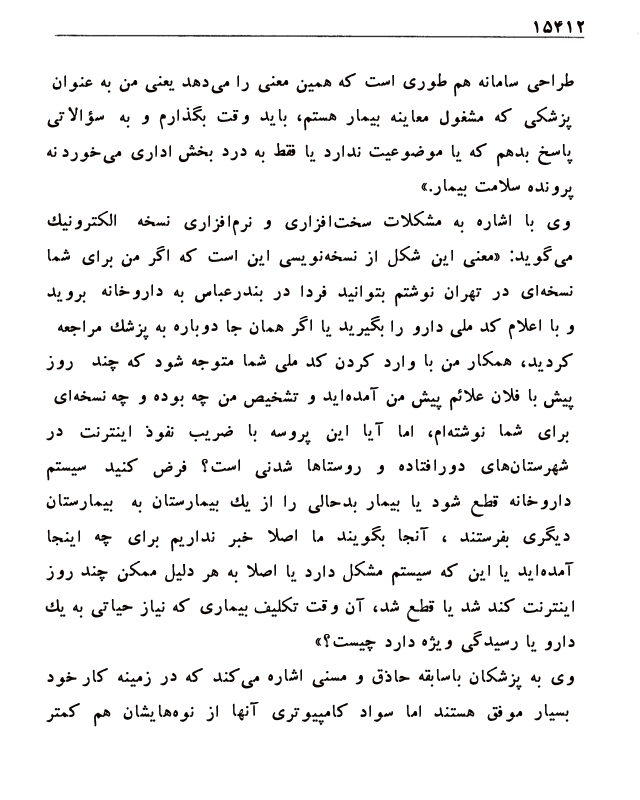 ۱۵۴۱۲
طراحی سامانه هم طوری است که همین معنی را می‌دهد یعنی من به عنوان
پزشکی که مشغول معاینه بیمار هستم، باید وقت بگذارم و به سؤالاتی
پاسخ بدهم که یا موضوعیت ندارد یا فقط به درد بخش اداری می‌خورد نه
پرونده سلامت بیمار.»
وی با اشاره به مشکلات سخت‌افزاری و نرم‌افزاری نسخه الکترونیك
می‌گوید: «معنی این شکل از نسخه‌نویسی این است که اگر من برای شما
نسخه‌ای در تهران نوشتم بتوانید فردا در بندرعباس به داروخانه بروید
و با اعلام کد ملی دارو را بگیرید یا اگر همان جا دوباره به پزشك مراجعه
کردید، همکار من با وارد کردن کد ملی شما متوجه شود که چند روز
پیش با فلان علائم پیش من آمده‌اید و تشخیص من چه بوده و چه نسخه‌ای
برای شما نوشته‌ام، اما آیا این پروسه با ضریب نفوذ اینترنت در
شهرستان‌های دورافتاده و روستاها شدنی است؟ فرض کنید سیستم
داروخانه قطع شود یا بیمار بدحالی را از یك بیمارستان به بیمارستان
دیگری بفرستند ، آنجا بگویند ما اصلا خبر نداریم برای چه اینجا
آمده‌اید یا این که سیستم مشکل دارد یا اصلا به هر دلیل ممکن چند روز
اینترنت کند شد یا قطع شد، آن وقت تکلیف بیماری که نیاز حیاتی به یك
دارو یا رسیدگی ویژه دارد چیست؟»
وی به پزشکان باسابقه حاذق و مسنی اشاره می‌کند که در زمینه کار خود
بسیار موفق هستند اما سواد کامپیوتری آنها از نوه‌هایشان هم کمتر